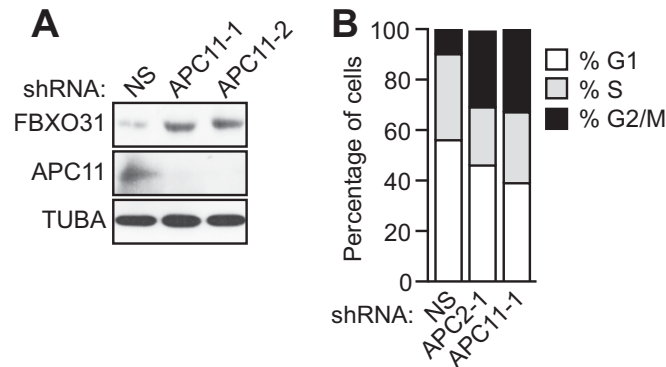 A
shRNA: NS APC11-1 APC11-2
FBXO31
APC11
TUBA
B
Percentage of cells
100
80
60
40
20
0
% G1
% S
% G2/M
shRNA: NS APC2-1 APC11-1